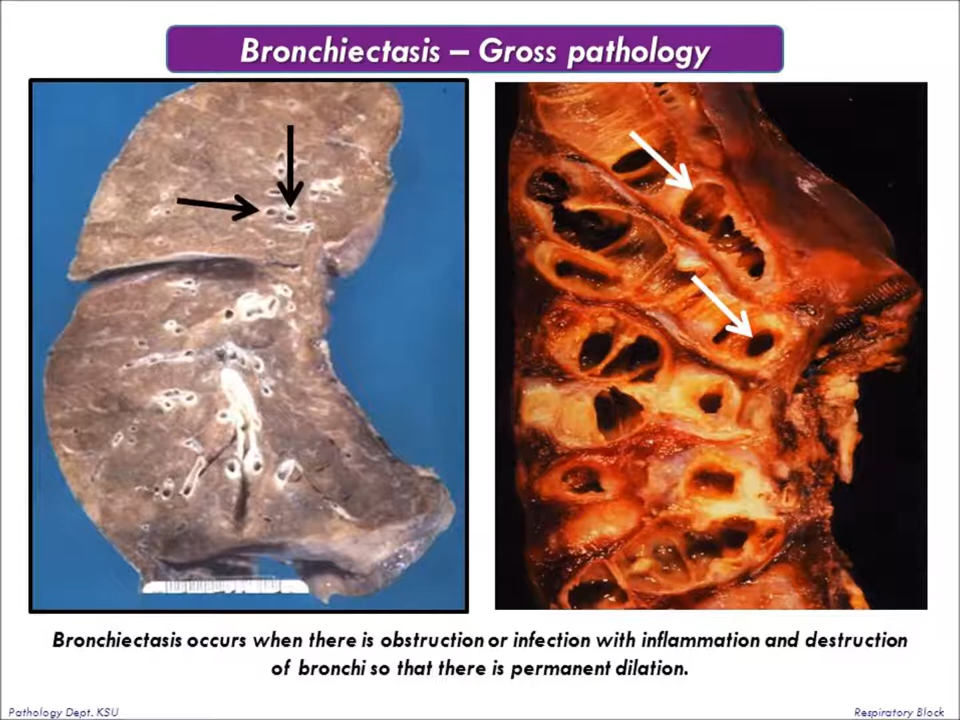 Bronchiectasis – Gross pathology
Bronchiectasis occurs when there is obstruction or infection with inflammation and destruction
of bronchi so that there is permanent dilation.
Pathology Dept. KSU
Respiratory Block